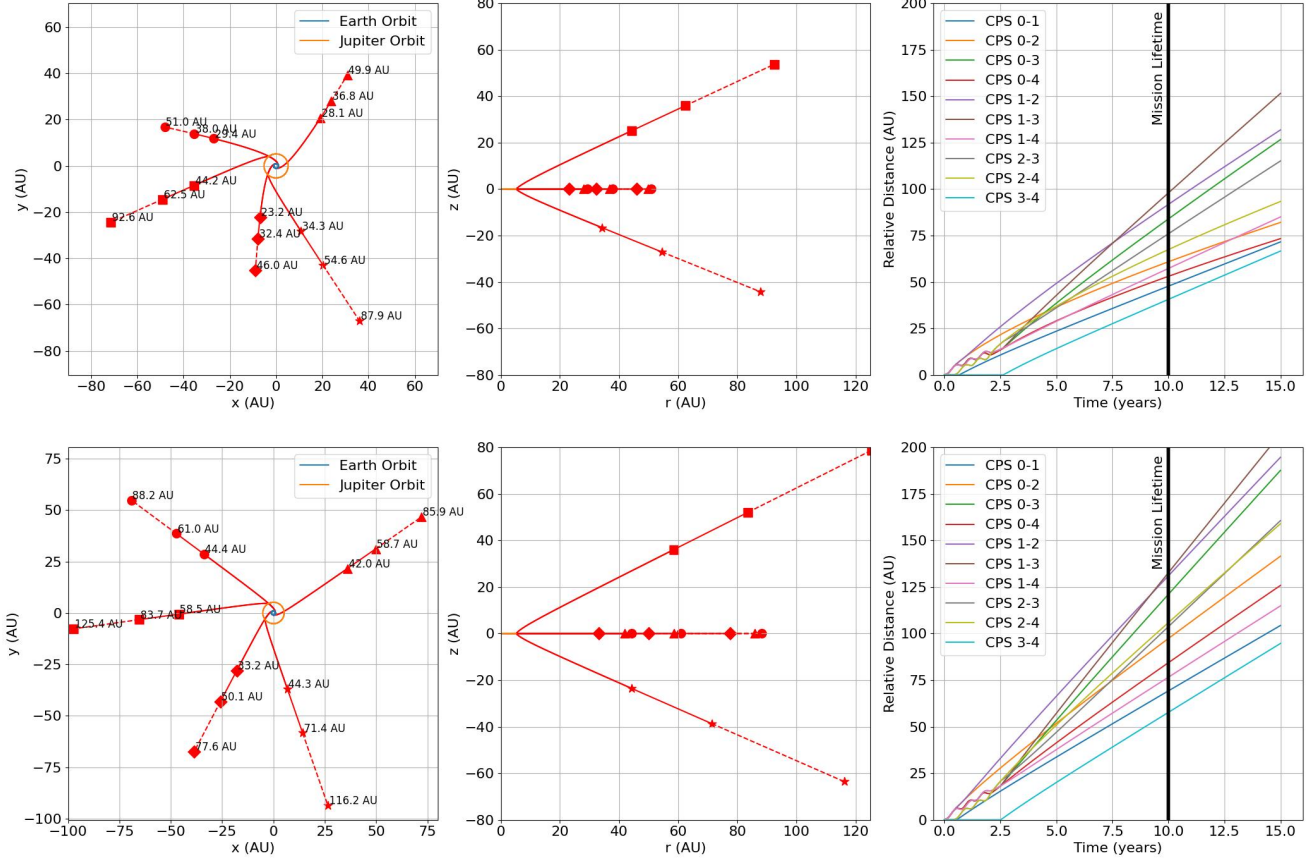 Earth Orbit
Jupiter Orbit
49.9 AU
36.8 AU
28.1 AU
51.0 AU
38.0 AU
29.4 AU
44.2 AU
62.5 AU
92.6 AU
23.2 AU
32.4 AU
46.0 AU
34.3 AU
54.6 AU
87.9 AU
60
40
20
0
−20
−40
−60
−80
y (AU)
−80 −60 −40 −20 0 20 40 60
x (AU)
80
60
40
20
0
−20
−40
−60
−80
z (AU)
0 20 40 60 80 100 120
r (AU)
CPS 0-1
CPS 0-2
CPS 0-3
CPS 0-4
CPS 1-2
CPS 1-3
CPS 1-4
CPS 2-3
CPS 2-4
CPS 3-4
Mission Lifetime
200
175
150
125
100
75
50
25
0
Relative Distance (AU)
0.0 2.5 5.0 7.5 10.0 12.5 15.0
Time (years)
Earth Orbit
Jupiter Orbit
88.2 AU
61.0 AU
44.4 AU
85.9 AU
58.7 AU
42.0 AU
58.5 AU
83.7 AU
125.4 AU
33.2 AU
50.1 AU
77.6 AU
44.3 AU
71.4 AU
116.2 AU
75
50
25
0
−25
−50
−75
−100
y (AU)
−100 −75 −50 −25 0 25 50 75
x (AU)
80
60
40
20
0
−20
−40
−60
−80
z (AU)
0 20 40 60 80 100 120
r (AU)
CPS 0-1
CPS 0-2
CPS 0-3
CPS 0-4
CPS 1-2
CPS 1-3
CPS 1-4
CPS 2-3
CPS 2-4
CPS 3-4
Mission Lifetime
200
175
150
125
100
75
50
25
0
Relative Distance (AU)
0.0 2.5 5.0 7.5 10.0 12.5 15.0
Time (years)